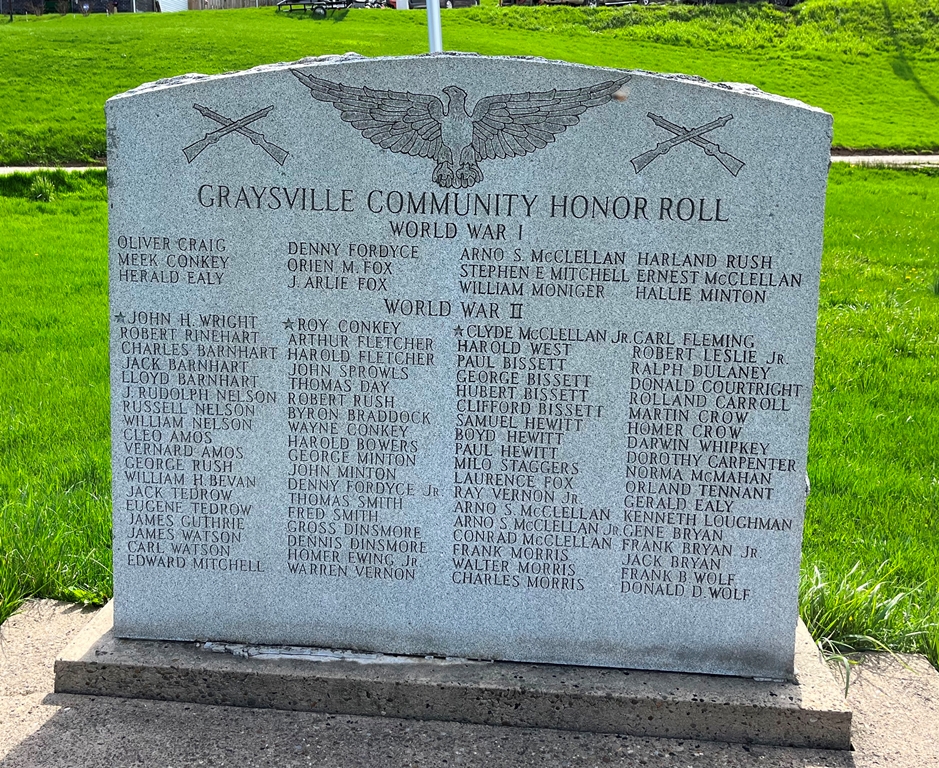 GRAYSVILLE COMMUNITY HONOR ROLL
WORLD WAR I
OLIVER CRAIG
MEEK CONKEY
HERALD EALY
DENNY FORDYCE
ORIEN M. FOX
J. ARLIE FOX
ARNO S. McCLELLAN
STEPHEN E MITCHELL
WILLIAM MONIGER
HARLAND RUSH
ERNEST McCLELLAN
HALLIE MINTON
WORLD WAR II
☆JOHN H. WRIGHT
ROBERT RINEHART
CHARLES BARNHART
JACK BARNHART
LLOYD BARNHART
J. RUDOLPH NELSON
RUSSELL NELSON
WILLIAM NELSON
CLEO AMOS
VERNARD AMOS
GEORGE RUSH
WILLIAM H. BEVAN
JACK TEDROW
EUGENE TEDROW
JAMES GUTHRIE
JAMES WATSON
CARL WATSON
EDWARD MITCHELL
☆ROY CONKEY
ARTHUR FLETCHER
HAROLD FLETCHER
JOHN SPROWLS
THOMAS DAY
ROBERT RUSH
BYRON BRADDOCK
WAYNE CONKEY
HAROLD BOWERS
GEORGE MINTON
JOHN MINTON
DENNY FORDYCE Jr
THOMAS SMITH
FRED SMITH
GROSS DINSMORE
DENNIS DINSMORE
HOMER EWING Jr.
WARREN VERNON
☆CLYDE McCLELLAN Jr.
HAROLD WEST
PAUL BISSETT
GEORGE BISSETT
HUBERT BISSETT
CLIFFORD BISSETT
SAMUEL HEWITT
BOYD HEWITT
PAUL HEWITT
MILO STAGGERS
LAURENCE FOX
RAY VERNON Jr.
ARNO S. McCLELLAN
ARNO S. McCLELLAN Jr.
CONRAD McCLELLAN
FRANK MORRIS
WALTER MORRIS
CHARLES MORRIS
CARL FLEMING
ROBERT LESLIE Jr.
RALPH DULANEY
DONALD COURTRIGHT
ROLLAND CARROLL
MARTIN CROW
HOMER CROW
DARWIN WHIPKEY
DOROTHY CARPENTER
NORMA McMAHAN
ORLAND TENNANT
GERALD EALY
KENNETH LOUGHMAN
GENE BRYAN
FRANK BRYAN Jr
JACK BRYAN
FRANK B. WOLF
DONALD D. WOLF